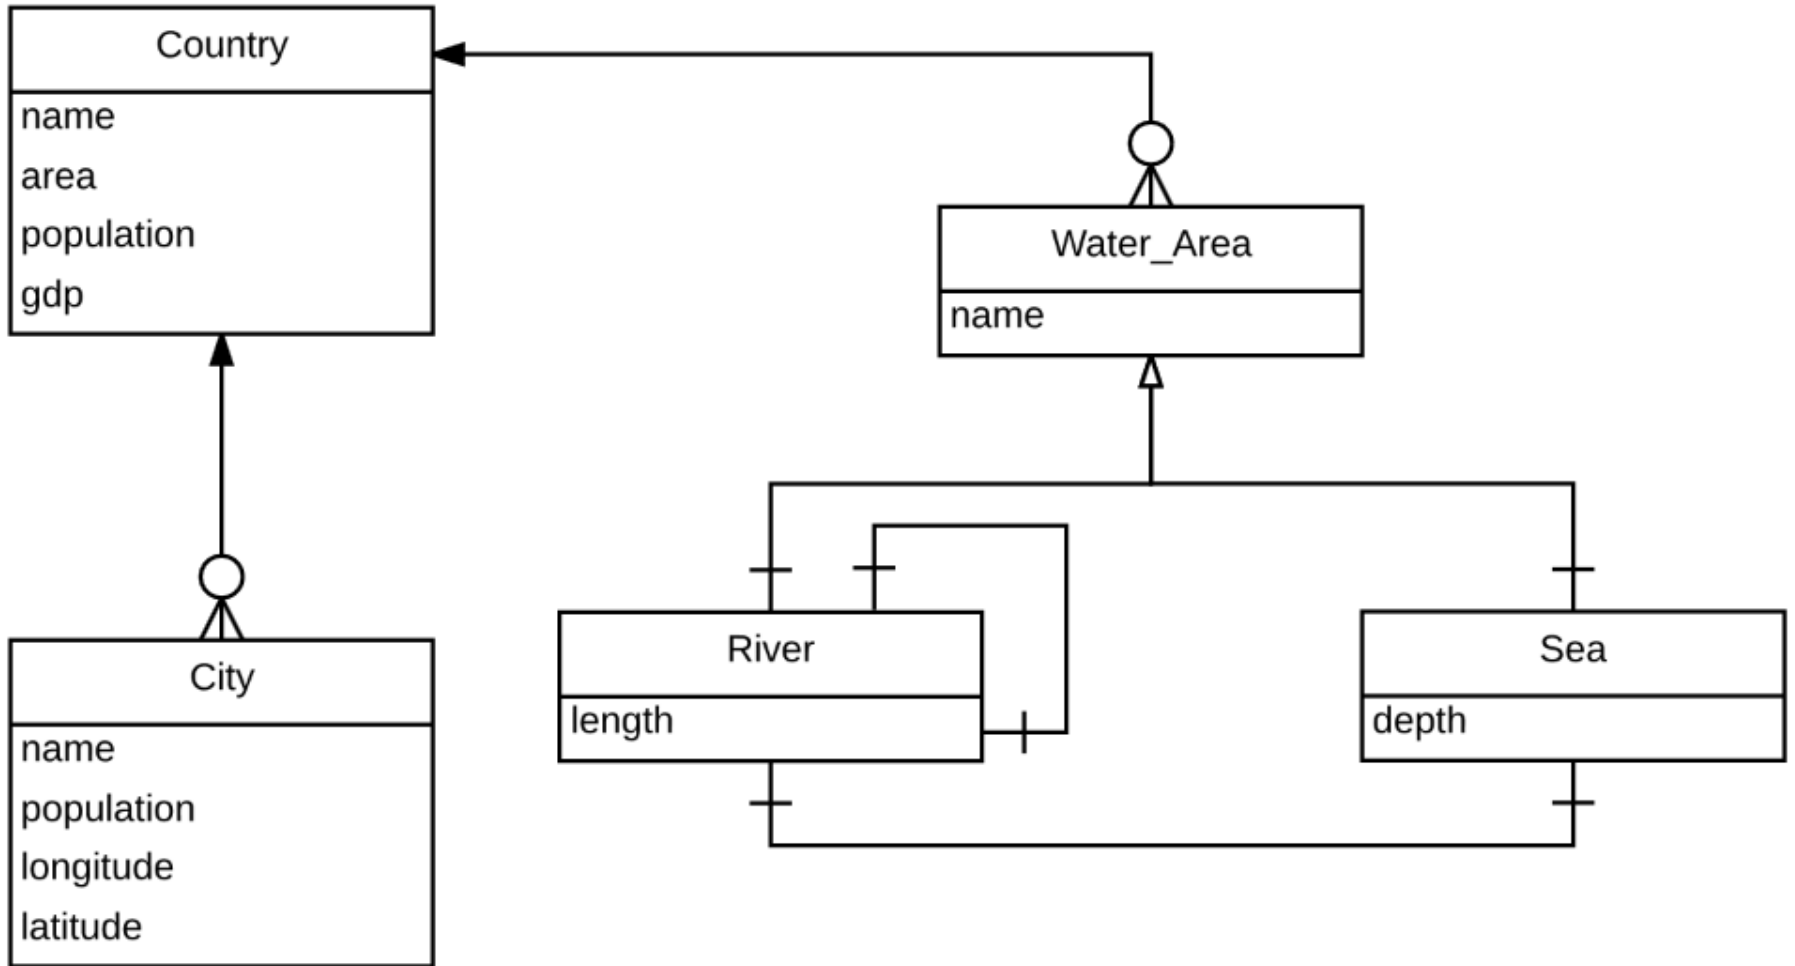 Country
name
area
population
gdp
Water_Area
name
River
length
Sea
depth
City
name
population
longitude
latitude